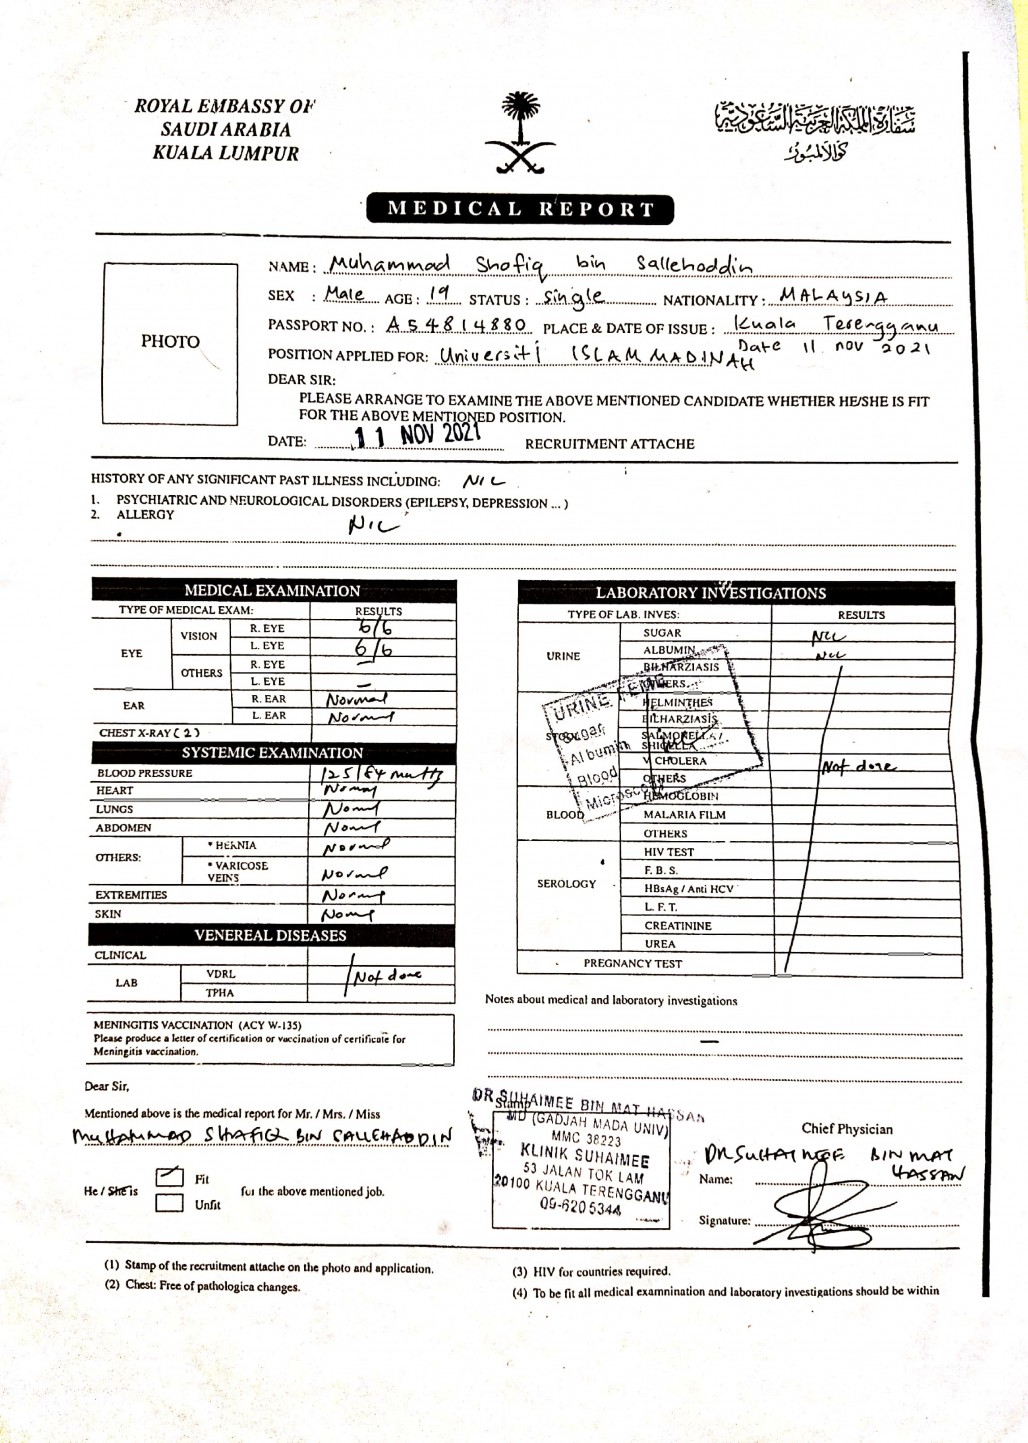 ROYAL EMBASSY OF
SAUDI ARABIA
KUALA LUMPUR
سفارة المملكة العربية السعودية
كوالالمبور
MEDICAL REPORT
PHOTO
NAME : Muhammad Shofiq bin Sallehoddin
SEX : Male AGE : 19 STATUS : single NATIONALITY : MALAYSIA
PASSPORT NO. : A54814880 PLACE & DATE OF ISSUE : Kuala Terengganu
Date 11 nov 2021
POSITION APPLIED FOR: Universiti ISLAM MADINAH
DEAR SIR:
PLEASE ARRANGE TO EXAMINE THE ABOVE MENTIONED CANDIDATE WHETHER HE/SHE IS FIT
FOR THE ABOVE MENTIONED POSITION.
DATE: 11 NOV 2021 RECRUITMENT ATTACHE
HISTORY OF ANY SIGNIFICANT PAST ILLNESS INCLUDING: NIL
1. PSYCHIATRIC AND NEUROLOGICAL DISORDERS (EPILEPSY, DEPRESSION ... )
2. ALLERGY NIL
MEDICAL EXAMINATION
TYPE OF MEDICAL EXAM: RESULTS
EYE VISION R. EYE 6/6
L. EYE 6/6
OTHERS R. EYE –
L. EYE –
EAR R. EAR Normal
L. EAR Normal
CHEST X-RAY ( 2 )
SYSTEMIC EXAMINATION
BLOOD PRESSURE 125/84 mmHg
HEART Normal
LUNGS Normal
ABDOMEN Normal
OTHERS: * HERNIA Normal
* VARICOSE VEINS Normal
EXTREMITIES Normal
SKIN Normal
VENEREAL DISEASES
CLINICAL
LAB VDRL Not done
TPHA
MENINGITIS VACCINATION (ACY W-135)
Please produce a letter of certification or vaccination of certificate for
Meningitis vaccination.
LABORATORY INVESTIGATIONS
TYPE OF LAB. INVES: RESULTS
URINE SUGAR NIL
ALBUMIN NIL
BILHARZIASIS
OTHERS
STOOL HELMINTHES
BILHARZIASIS
SALMORELLA /
SHIGELLA
V CHOLERA Not done
OTHERS
BLOOD HEMOGLOBIN
MALARIA FILM
OTHERS
SEROLOGY HIV TEST
F. B. S.
HBsAg / Anti HCV
L. F. T.
CREATININE
UREA
PREGNANCY TEST
URINE FEME
Sugar
Albumin
Blood
Notes about medical and laboratory investigations
–
Dear Sir,
Mentioned above is the medical report for Mr. / Mrs. / Miss
MUHAMMAD SHAFIQ BIN SALLEHADDIN
He / She is Fit for the above mentioned job.
Unfit
Stamp
DR SUHAIMEE BIN MAT HASSAN
MD (GADJAH MADA UNIV)
MMC 38223
KLINIK SUHAIMEE
53 JALAN TOK LAM
20100 KUALA TERENGGANU
09-6205344
Chief Physician
Name: DR SUHAIMEE BIN MAT
HASSAN
Signature:
(1) Stamp of the recruitment attache on the photo and application.
(2) Chest: Free of pathologica changes.
(3) HIV for countries required.
(4) To be fit all medical examnination and laboratory investigations should be within